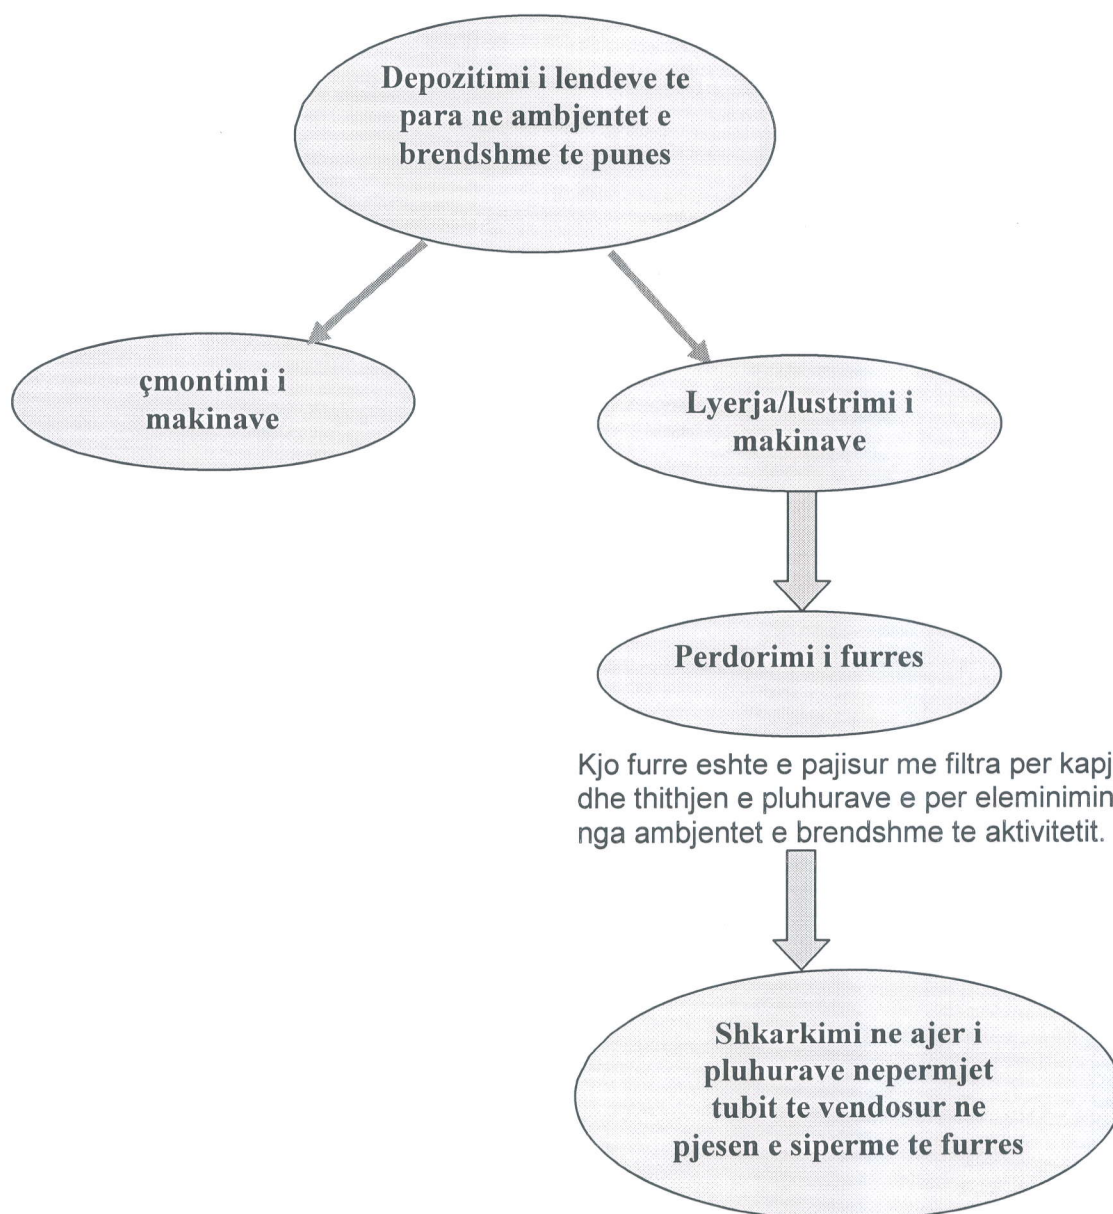 Depozitimi i lendeve te
para ne ambjentet e
brendshme te punes
çmontimi i
makinave
Lyerja/lustrimi i
makinave
Perdorimi i furres
Kjo furre eshte e pajisur me filtra per kapj
dhe thithjen e pluhurave e per eleminimin
nga ambjentet e brendshme te aktivitetit.
Shkarkimi ne ajer i
pluhurave nepermjet
tubit te vendosur ne
pjesen e siperme te furres